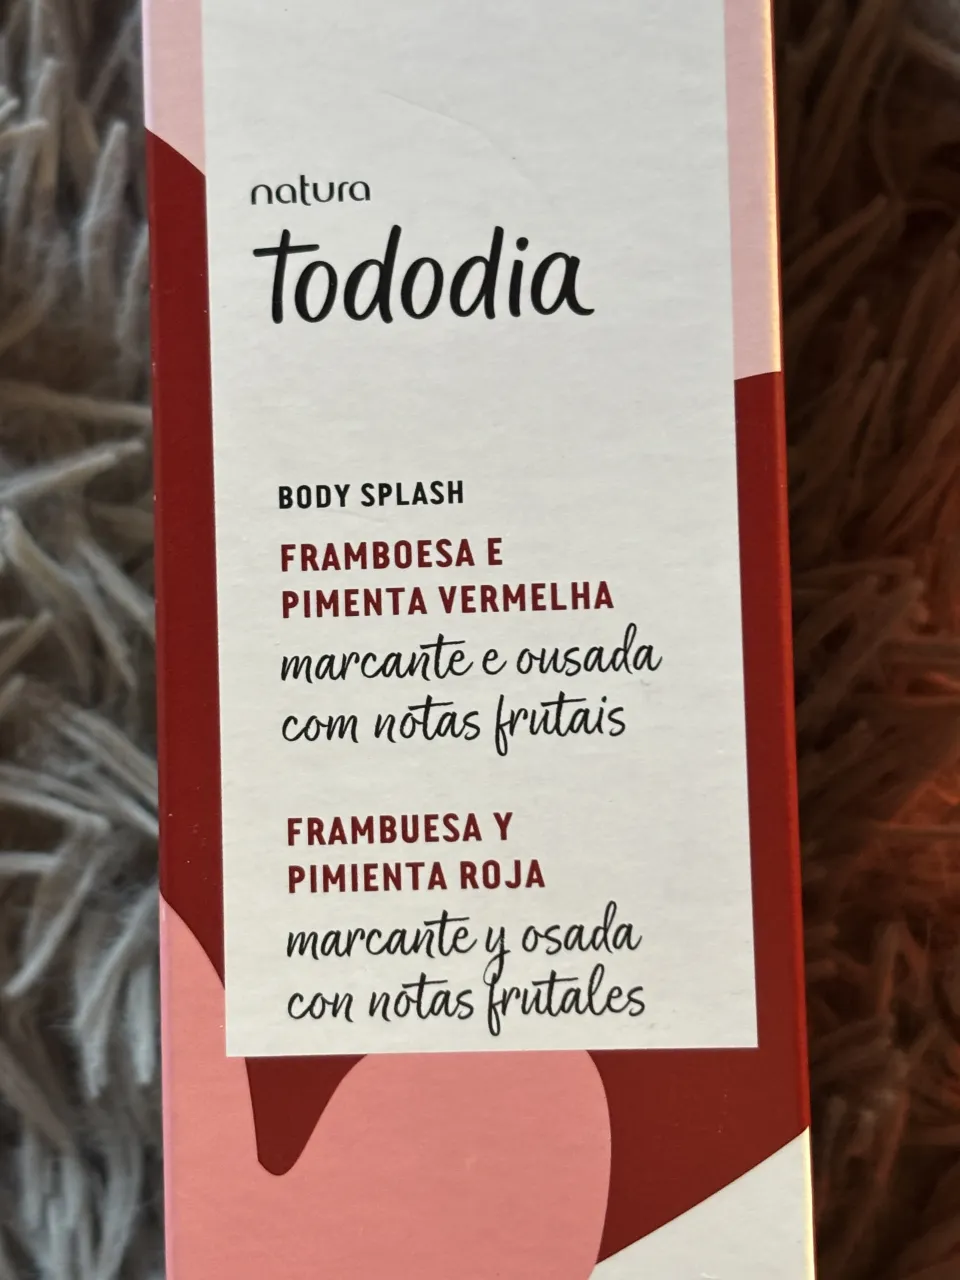 natura
tododia
BODY SPLASH
FRAMBOESA E
PIMENTA VERMELHA
marcante e ousada
com notas frutais
FRAMBUESA Y
PIMIENTA ROJA
marcante y osada
con notas frutales